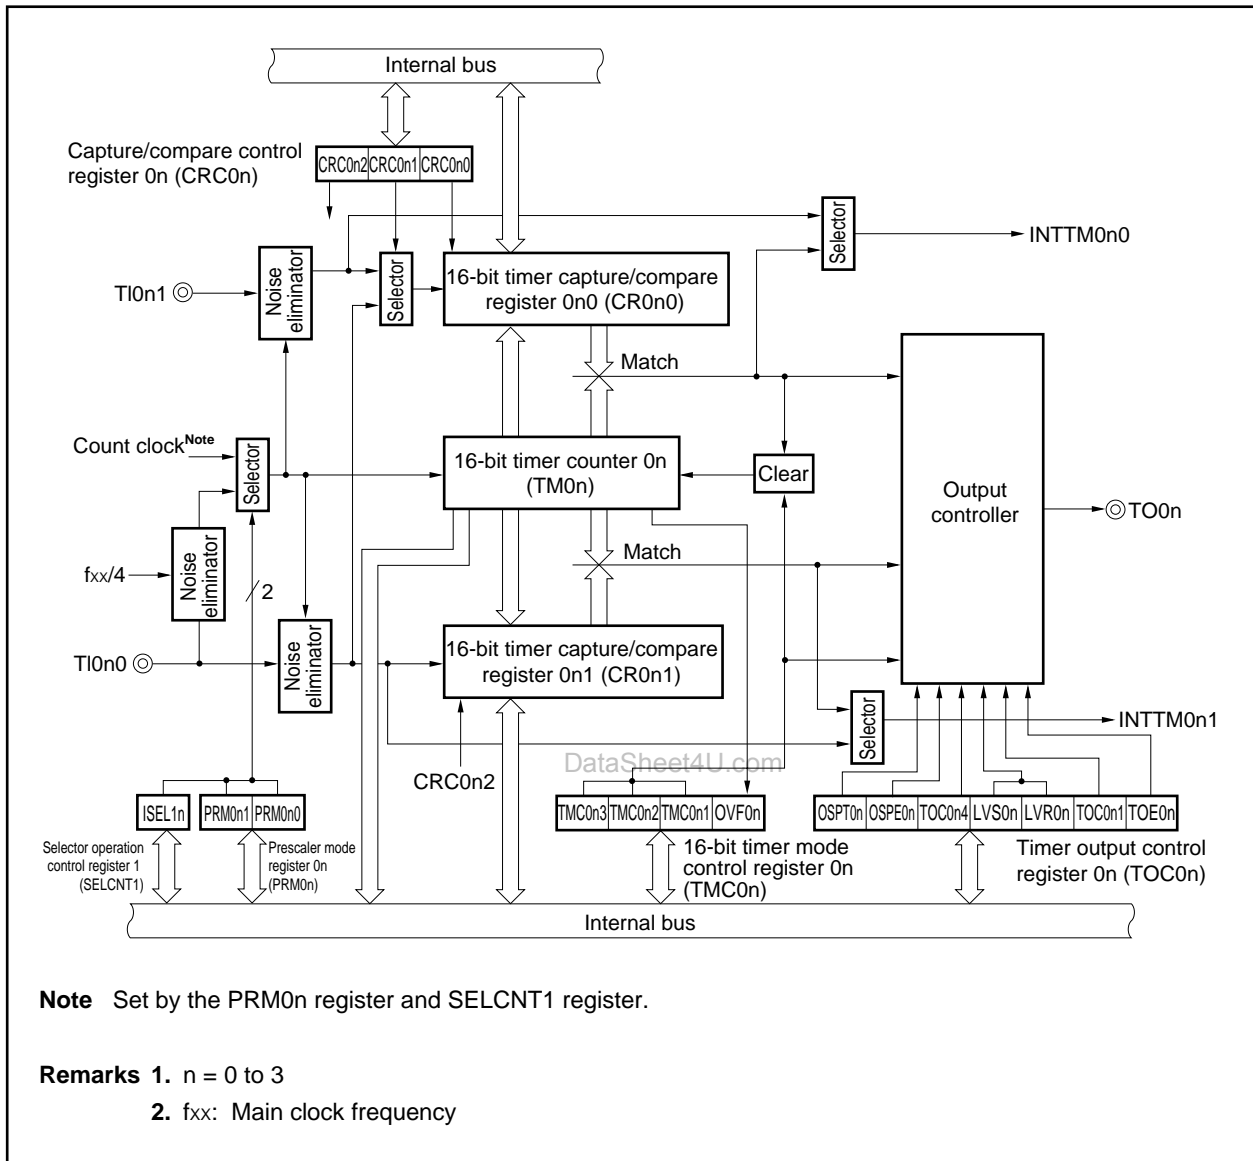 Internal bus
Capture/compare control
register 0n (CRC0n)
CRC0n2 CRC0n1 CRC0n0
Selector
INTTM0n0
TI0n1
Noise
eliminator
Selector
16-bit timer capture/compare
register 0n0 (CR0n0)
Match
Count clock Note
Selector
16-bit timer counter 0n
(TM0n)
Clear
Output
controller
TO0n
fxx/4
Noise
eliminator
2
Match
TI0n0
Noise
eliminator
16-bit timer capture/compare
register 0n1 (CR0n1)
Selector
INTTM0n1
DataSheet4U.com
CRC0n2
ISEL1n
PRM0n1 PRM0n0
TMC0n3 TMC0n2 TMC0n1 OVF0n
OSPT0n OSPE0n TOC0n4 LVS0n LVR0n TOC0n1 TOE0n
Selector operation
control register 1
(SELCNT1)
Prescaler mode
register 0n
(PRM0n)
16-bit timer mode
control register 0n
(TMC0n)
Timer output control
register 0n (TOC0n)
Internal bus
Note Set by the PRM0n register and SELCNT1 register.
Remarks 1. n = 0 to 3
2. fxx: Main clock frequency